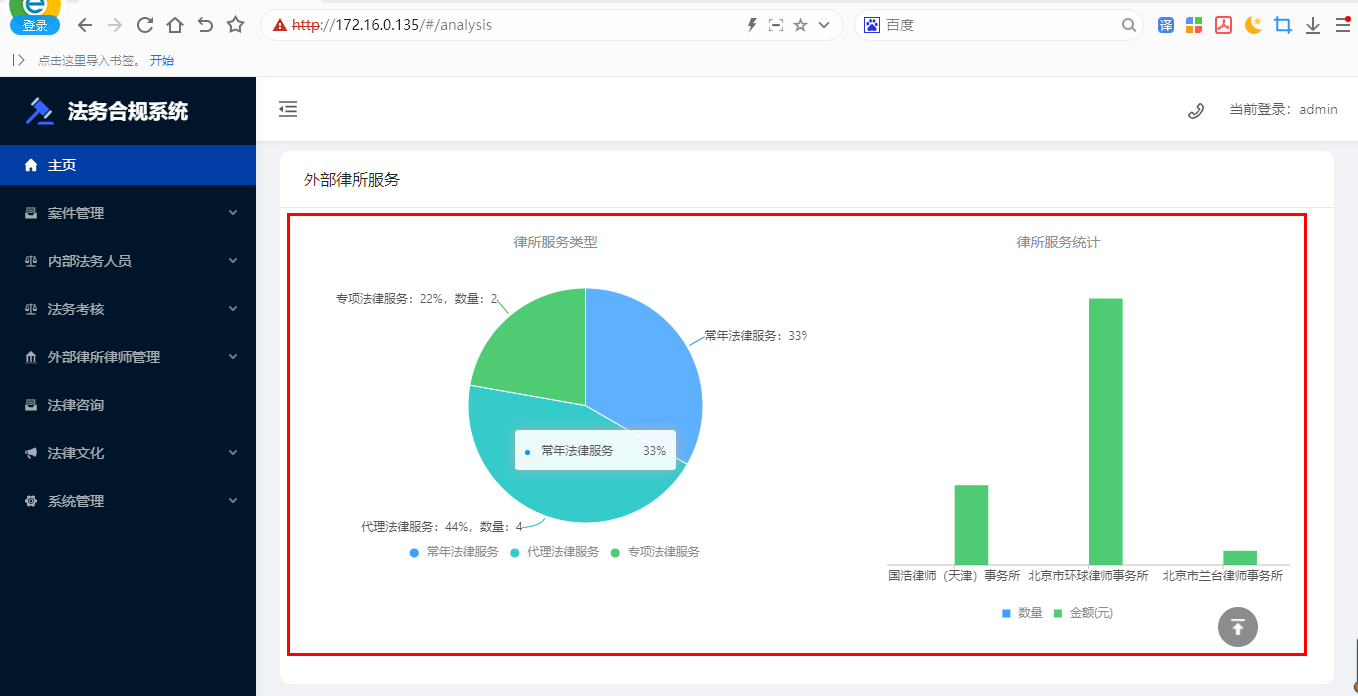 登录
http://172.16.0.135/#/analysis
百度
译
点击这里导入书签。 开始
法务合规系统
当前登录：admin
主页
案件管理
内部法务人员
法务考核
外部律所律师管理
法律咨询
法律文化
系统管理
外部律所服务
律所服务类型
专项法律服务：22%，数量：2
常年法律服务：33%
常年法律服务 33%
代理法律服务：44%，数量：4
常年法律服务 代理法律服务 专项法律服务
律所服务统计
国浩律师（天津）事务所 北京市环球律师事务所 北京市兰台律师事务所
数量 金额(元)